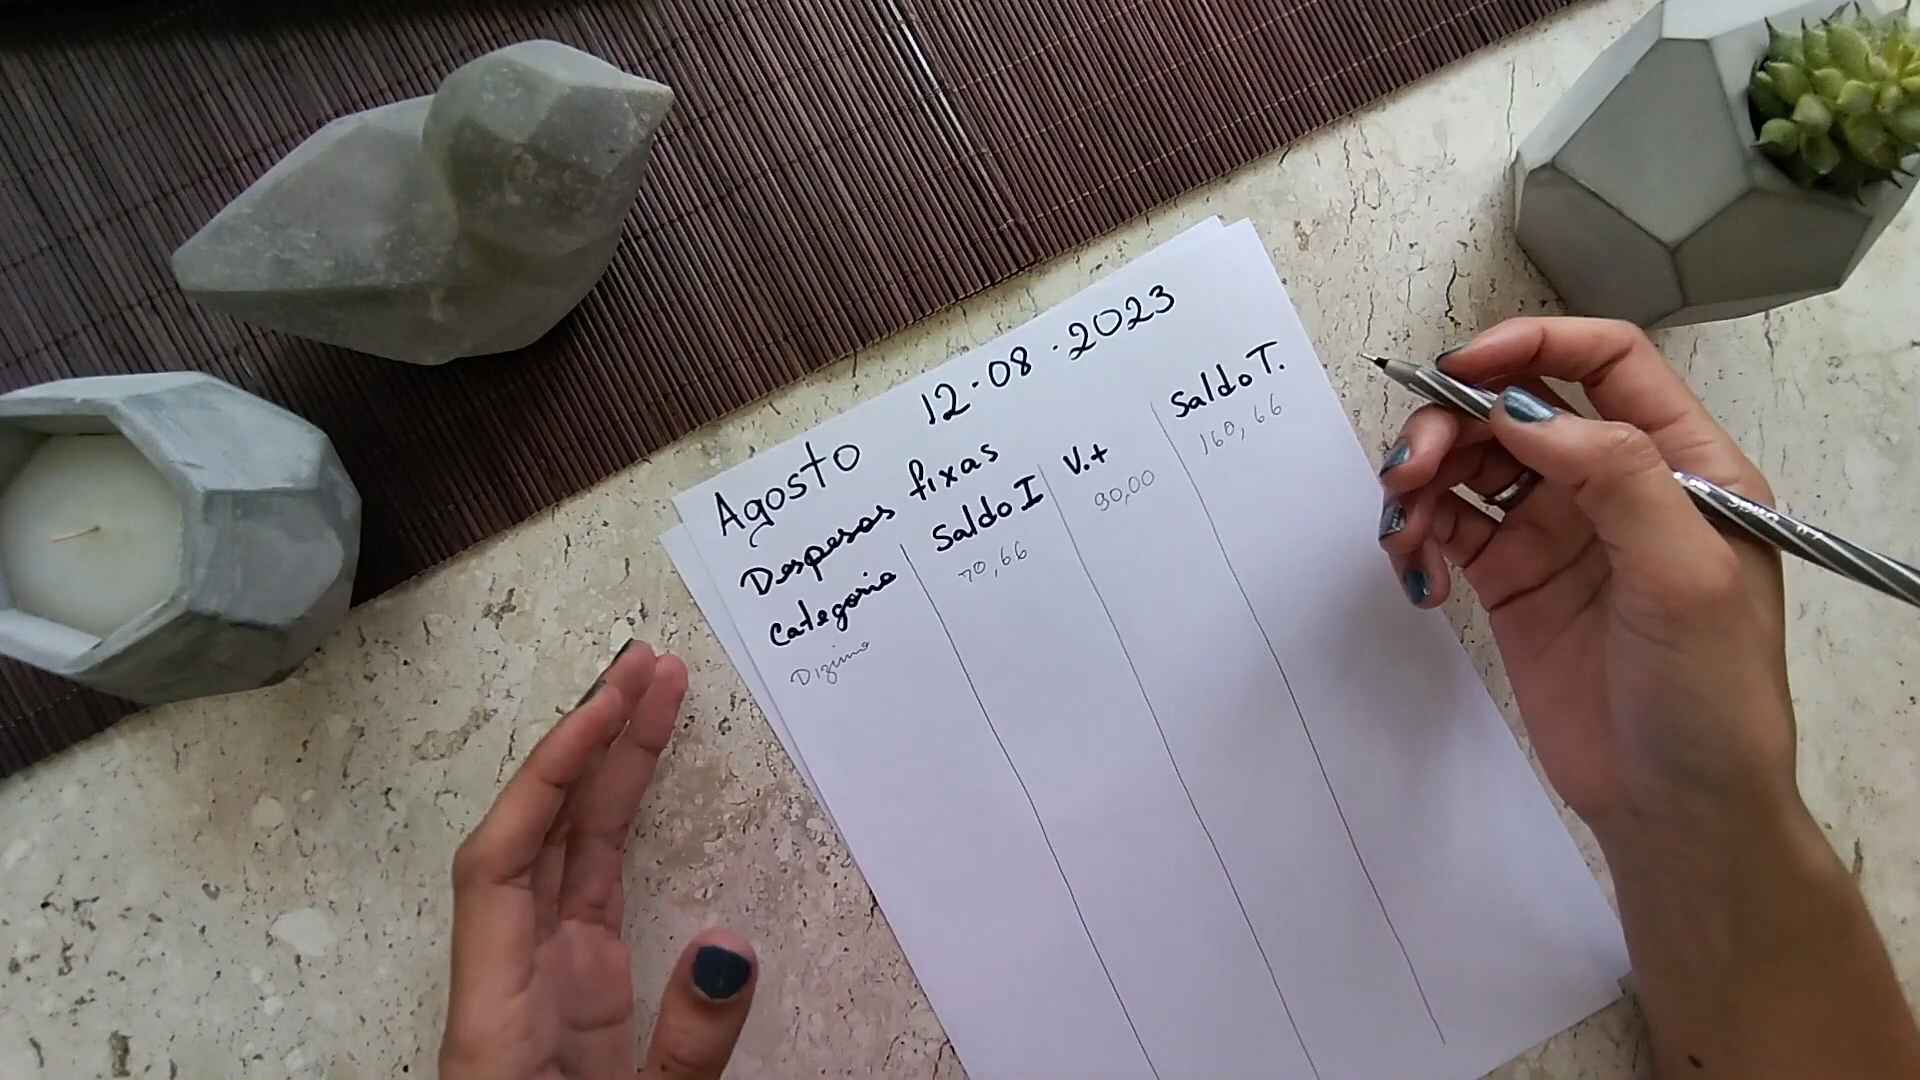 Agosto 12.08.2023
Despesas fixas
Categoria Saldo I V.+ Saldo T.
Dizimo 70,66 90,00 160,66